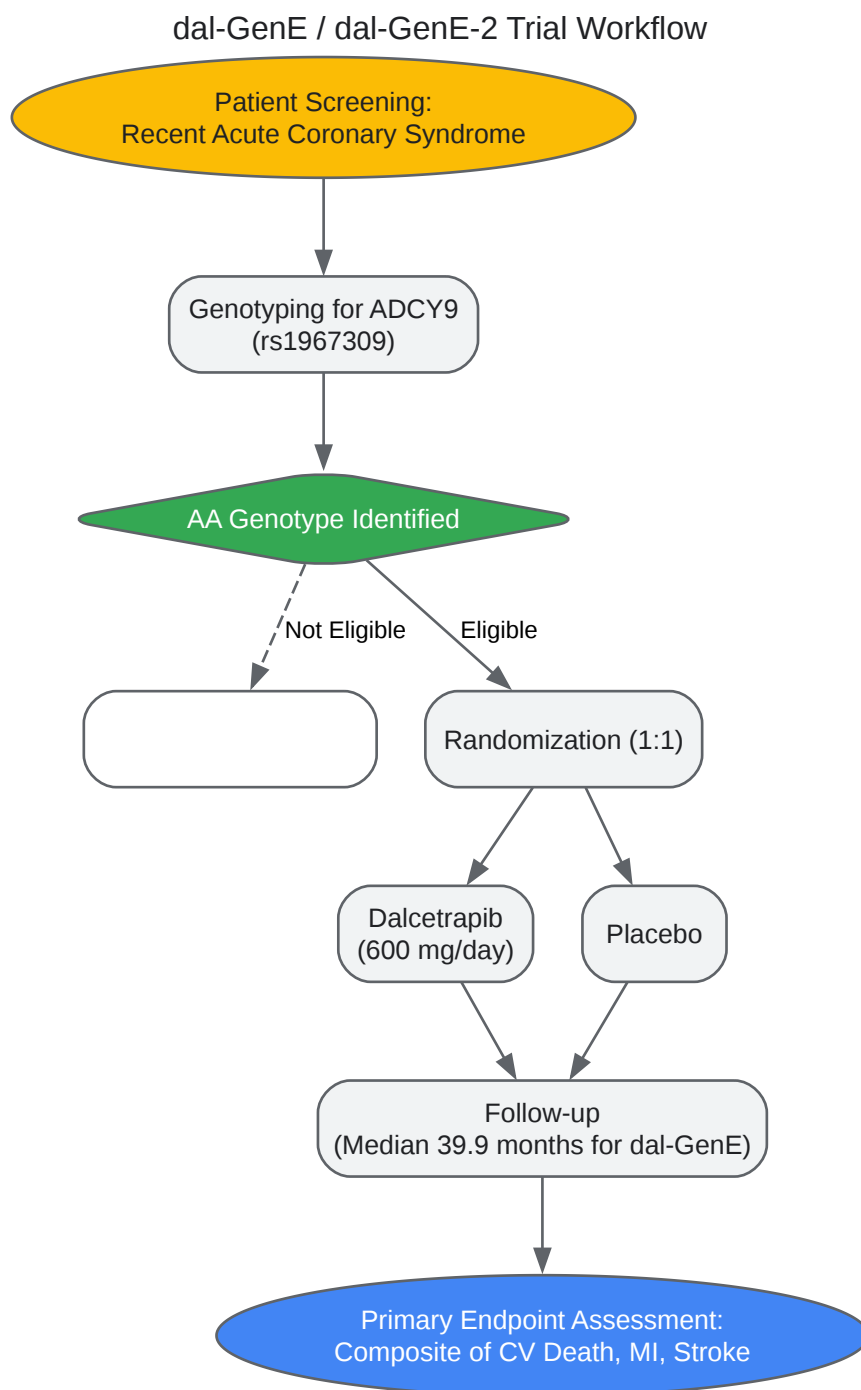 dal-GenE / dal-GenE-2 Trial Workflow
Patient Screening:
Recent Acute Coronary Syndrome
Genotyping for ADCY9
(rs1967309)
AA Genotype Identified
Not Eligible
Eligible
Randomization (1:1)
Dalcetrapib
(600 mg/day)
Placebo
Follow-up
(Median 39.9 months for dal-GenE)
Primary Endpoint Assessment:
Composite of CV Death, MI, Stroke